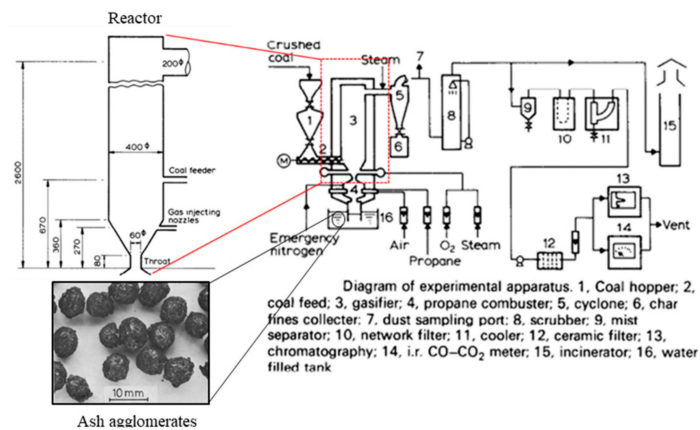 Reactor
200Φ
400Φ
2600
670
360
270
80
60Φ
Coal feeder
Gas injecting
nozzles
Throat
10mm
Ash agglomerates
Crushed
coal
Steam
7
1
2
3
5
6
8
9
10
11
15
M
4
16
13
14
12
Vent
Emergency
nitrogen
Air
Propane
O₂
Steam
Diagram of experimental apparatus. 1, Coal hopper; 2,
coal feed; 3, gasifier; 4, propane combuster; 5, cyclone; 6, char
fines collecter; 7, dust sampling port; 8, scrubber; 9, mist
separator; 10, network filter; 11, cooler; 12, ceramic filter; 13,
chromatography; 14, i.r. CO–CO₂ meter; 15, incinerator; 16, water
filled tank